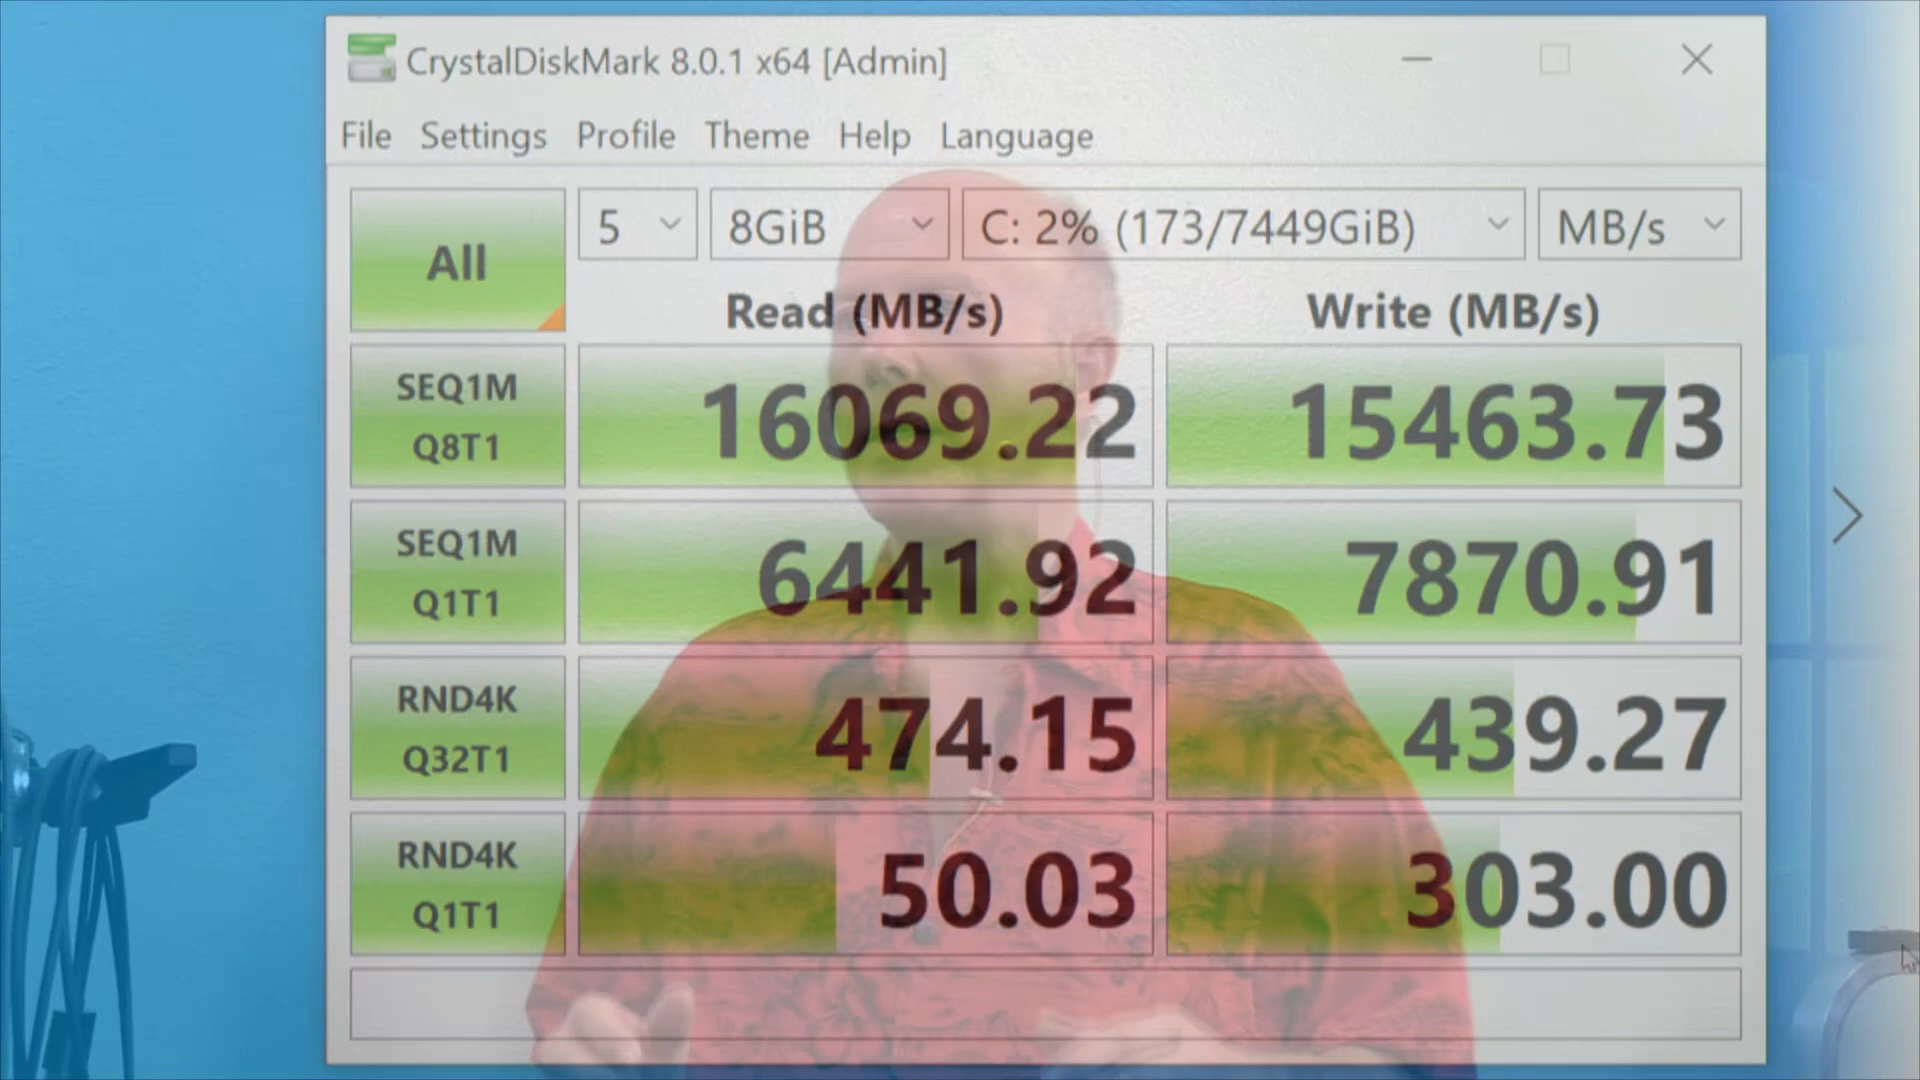 CrystalDiskMark 8.0.1 x64 [Admin]
File Settings Profile Theme Help Language
All 5 8GiB C: 2% (173/7449GiB) MB/s
Read (MB/s) Write (MB/s)
SEQ1M
Q8T1
16069.22 15463.73
SEQ1M
Q1T1
6441.92 7870.91
RND4K
Q32T1
474.15 439.27
RND4K
Q1T1
50.03 303.00